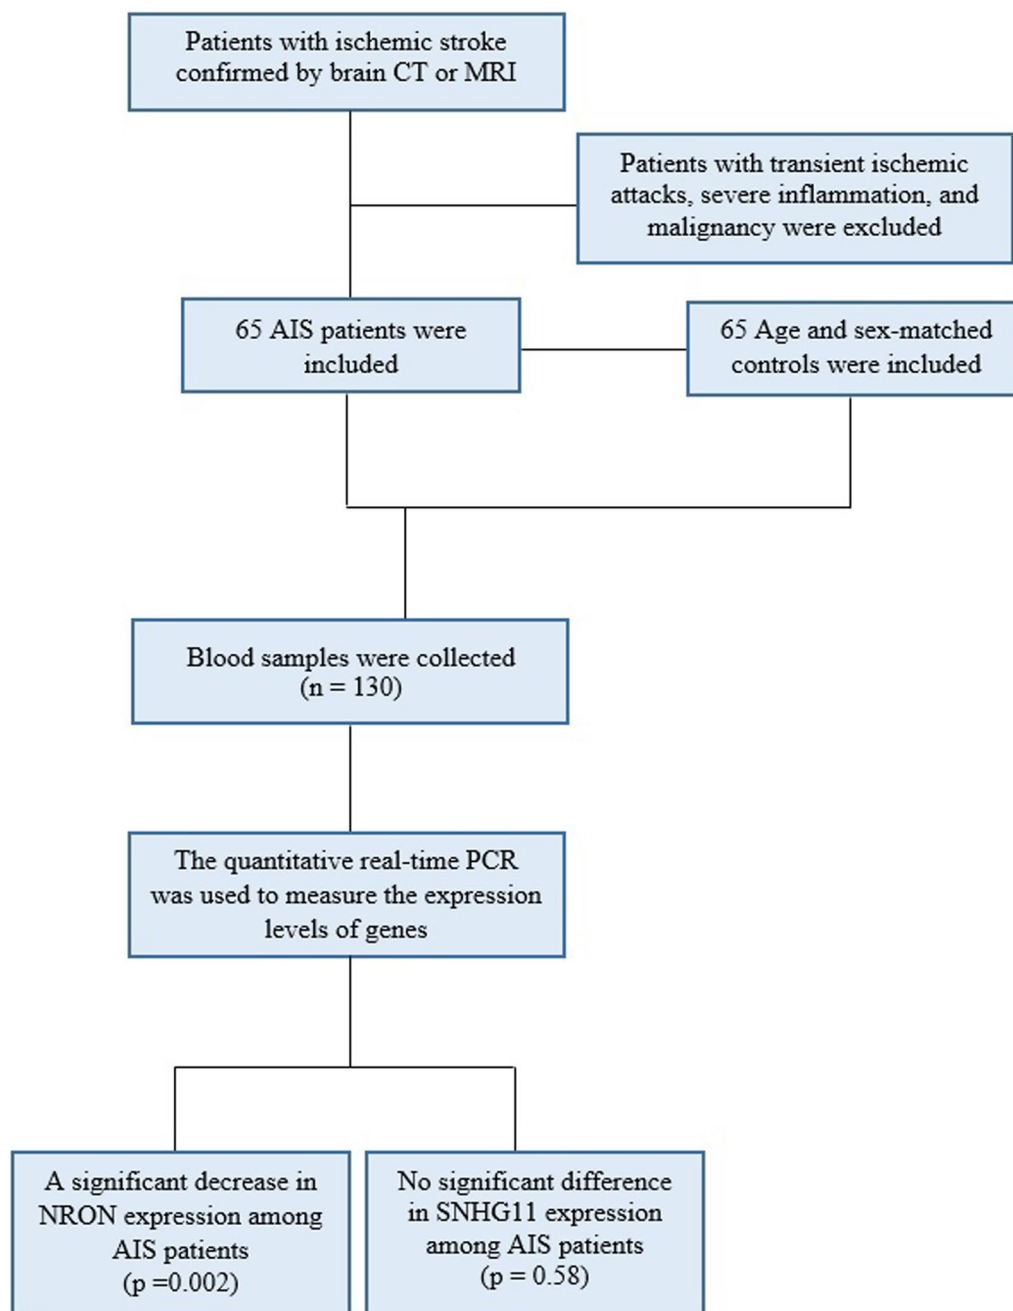 Patients with ischemic stroke
confirmed by brain CT or MRI
Patients with transient ischemic
attacks, severe inflammation, and
malignancy were excluded
65 AIS patients were
included
65 Age and sex-matched
controls were included
Blood samples were collected
(n = 130)
The quantitative real-time PCR
was used to measure the expression
levels of genes
A significant decrease in
NRON expression among
AIS patients
(p =0.002)
No significant difference
in SNHG11 expression
among AIS patients
(p = 0.58)